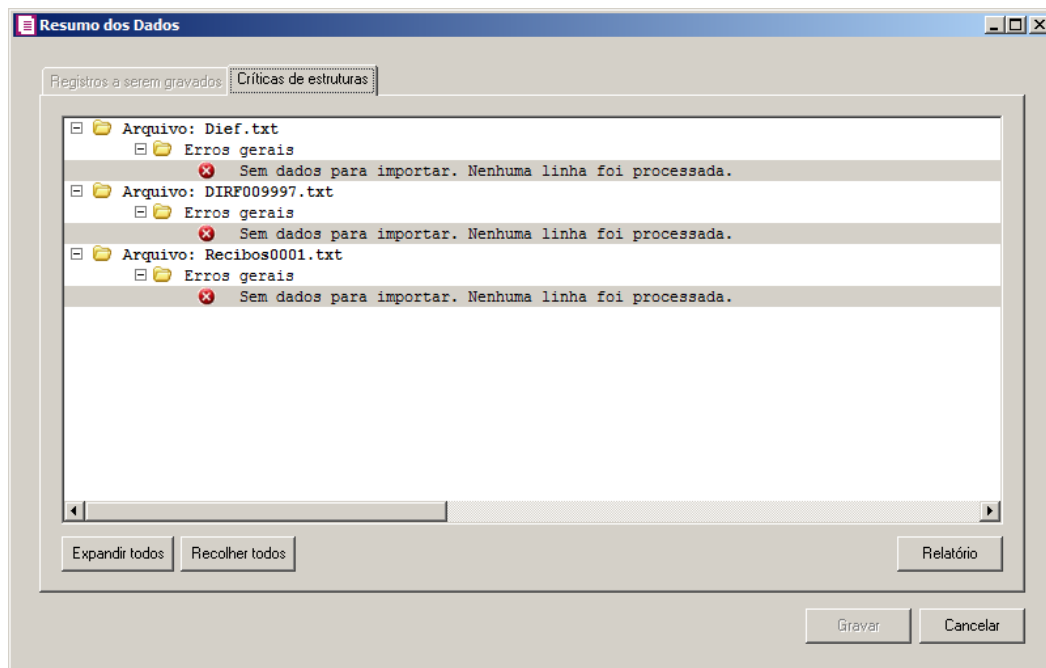 Resumo dos Dados
Registros a serem gravados Críticas de estruturas
Arquivo: Dief.txt
Erros gerais
Sem dados para importar. Nenhuma linha foi processada.
Arquivo: DIRF009997.txt
Erros gerais
Sem dados para importar. Nenhuma linha foi processada.
Arquivo: Recibos0001.txt
Erros gerais
Sem dados para importar. Nenhuma linha foi processada.
Expandir todos Recolher todos Relatório
Gravar Cancelar